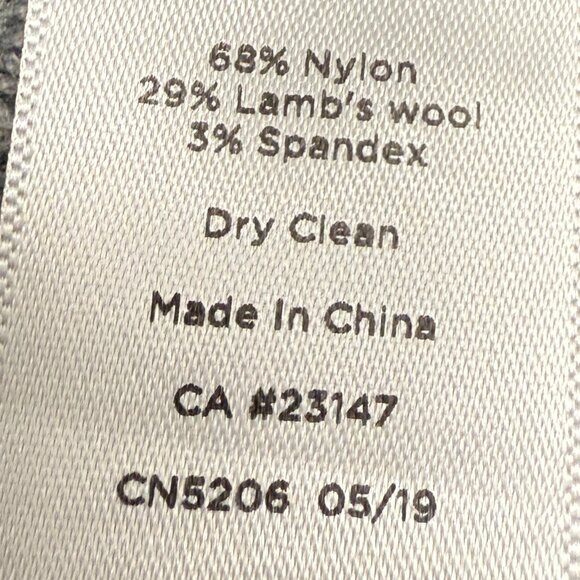 68% Nylon
29% Lamb's wool
3% Spandex
Dry Clean
Made In China
CA #23147
CN5206 05/19